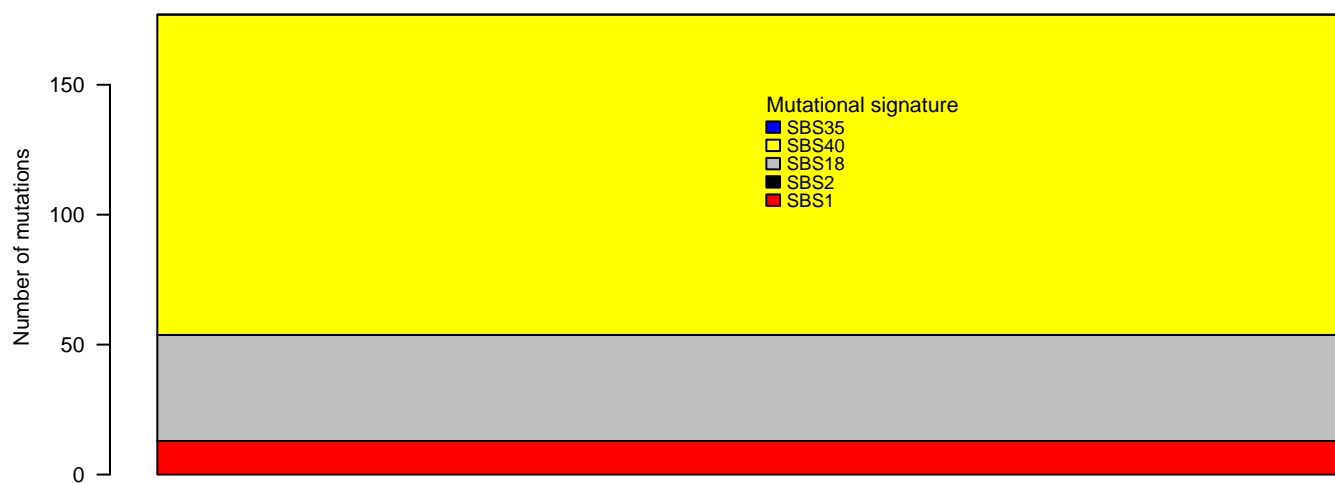 150
100
50
0
Number of mutations
Mutational signature
SBS35
SBS40
SBS18
SBS2
SBS1